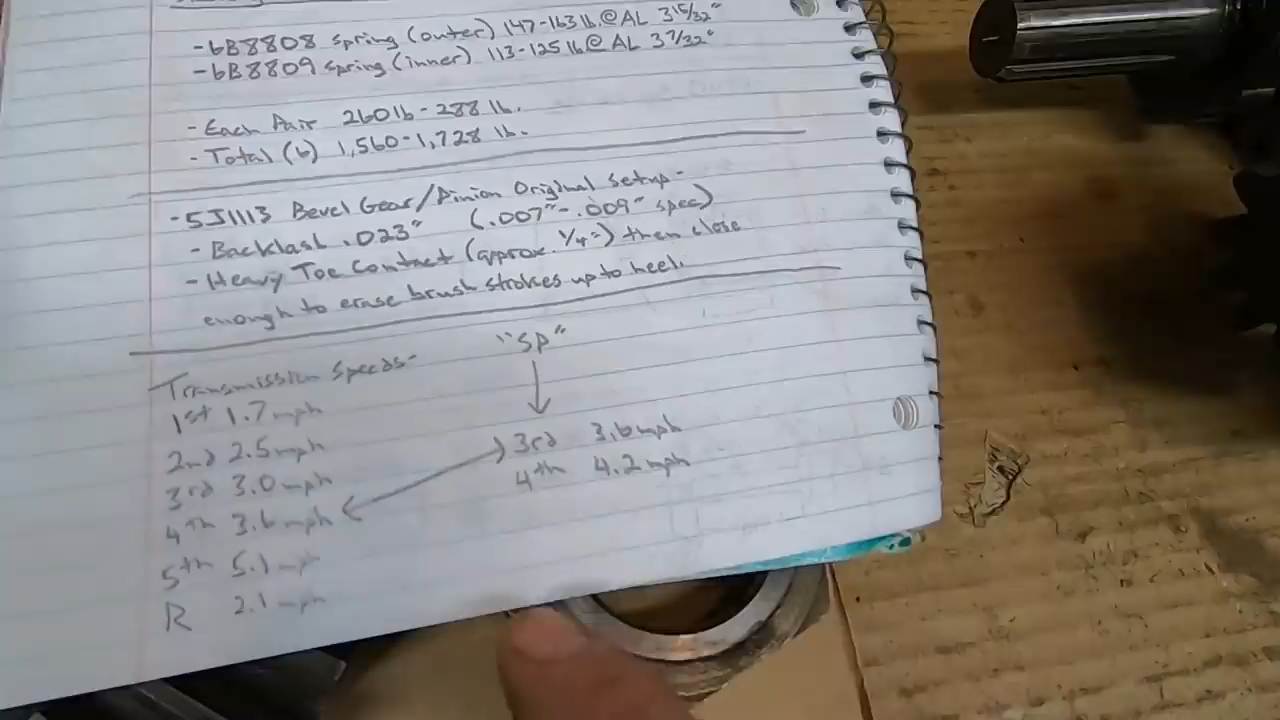 -6B8808 spring (outer) 147-163 lb.@AL 3 15/32"
-6B8809 spring (inner) 113-125 lb@AL 3 7/32"
-Each Pair 260 lb-288 lb.
-Total (6) 1,560-1,728 lb.
-5J1113 Bevel Gear/Pinion Original Setup-
-Backlash .023" (.007"-.009" spec)
-Heavy Toe Contact (approx. 1/4") then close
enough to erase brush strokes up to heel.
"SP"
Transmission Speeds-
1st 1.7 mph
2nd 2.5 mph
3rd 3.0 mph
4th 3.6 mph
5th 5.1 mph
R 2.1 mph
3rd 3.6 mph
4th 4.2 mph